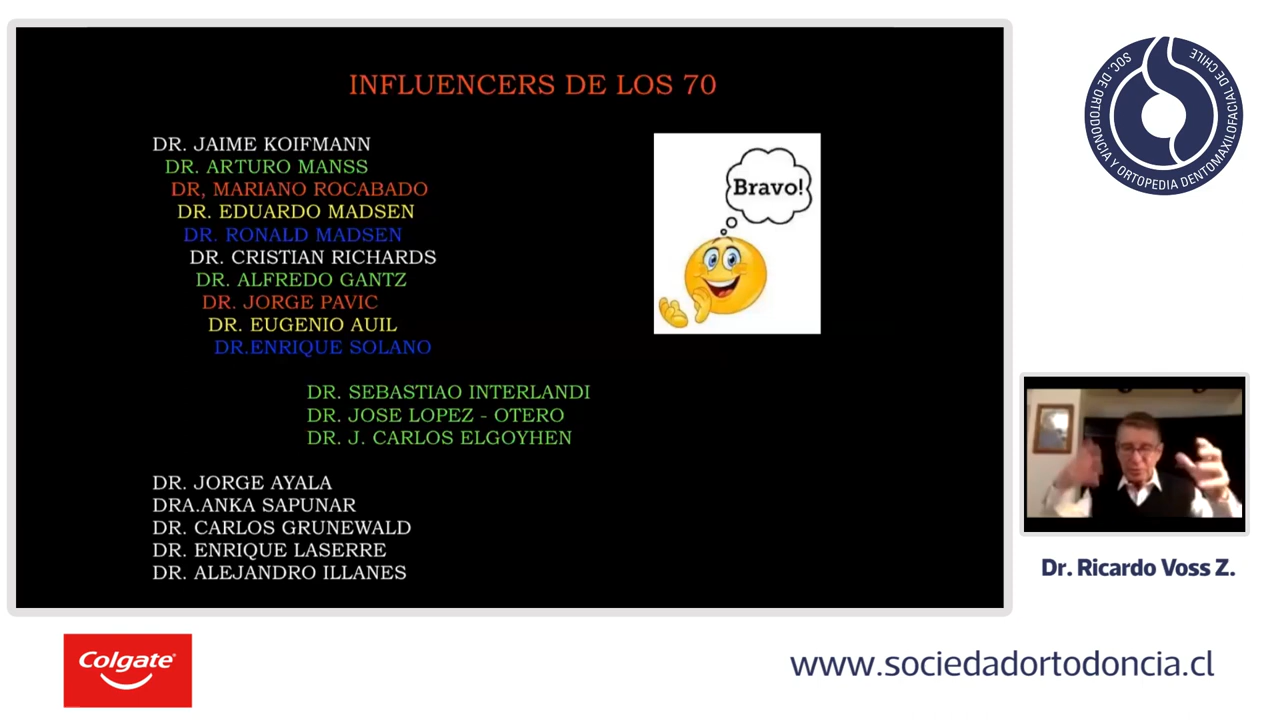 INFLUENCERS DE LOS 70
DR. JAIME KOIFMANN
DR. ARTURO MANSS
DR, MARIANO ROCABADO
DR. EDUARDO MADSEN
DR. RONALD MADSEN
DR. CRISTIAN RICHARDS
DR. ALFREDO GANTZ
DR. JORGE PAVIC
DR. EUGENIO AUIL
DR.ENRIQUE SOLANO
Bravo!
DR. SEBASTIAO INTERLANDI
DR. JOSE LOPEZ - OTERO
DR. J. CARLOS ELGOYHEN
DR. JORGE AYALA
DRA.ANKA SAPUNAR
DR. CARLOS GRUNEWALD
DR. ENRIQUE LASERRE
DR. ALEJANDRO ILLANES
SOC. DE ORTODONCIA Y ORTOPEDIA DENTOMAXILOFACIAL DE CHILE
Dr. Ricardo Voss Z.
Colgate®
www.sociedadortodoncia.cl